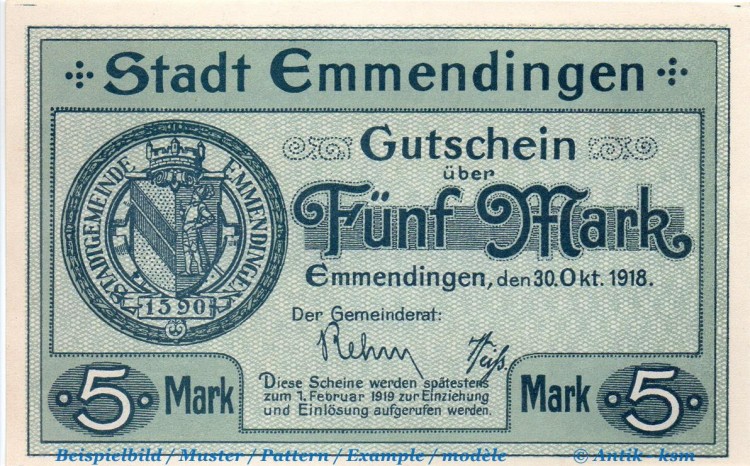 Stadt Emmendingen
STADTGEMEINDE EMMENDINGEN
1590
Gutschein
über
Fünf Mark
Emmendingen, den 30. Okt. 1918.
Der Gemeinderat:
Rehm
5 Mark
Diese Scheine werden spätestens
zum 1. Februar 1919 zur Einziehung
und Einlösung aufgerufen werden.
Mark 5
Beispielbild / Muster / Pattern / Example / modèle
© Antik - ksm